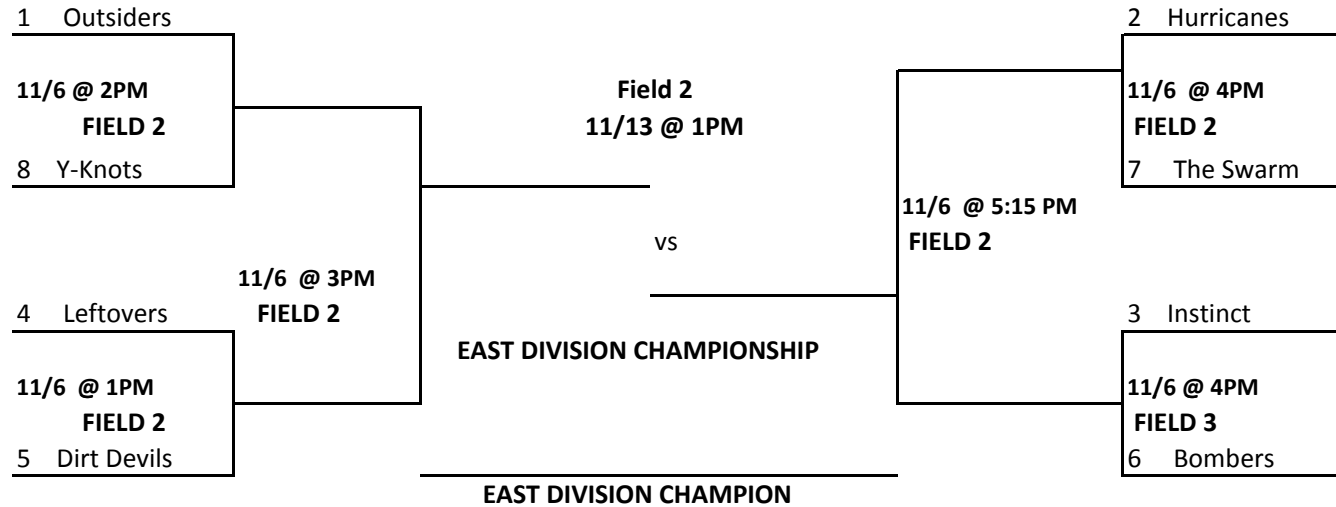 1 Outsiders
11/6 @ 2PM
FIELD 2
8 Y-Knots
11/6 @ 3PM
FIELD 2
4 Leftovers
11/6 @ 1PM
FIELD 2
5 Dirt Devils
Field 2
11/13 @ 1PM
vs
EAST DIVISION CHAMPIONSHIP
EAST DIVISION CHAMPION
2 Hurricanes
11/6 @ 4PM
FIELD 2
7 The Swarm
11/6 @ 5:15 PM
FIELD 2
3 Instinct
11/6 @ 4PM
FIELD 3
6 Bombers